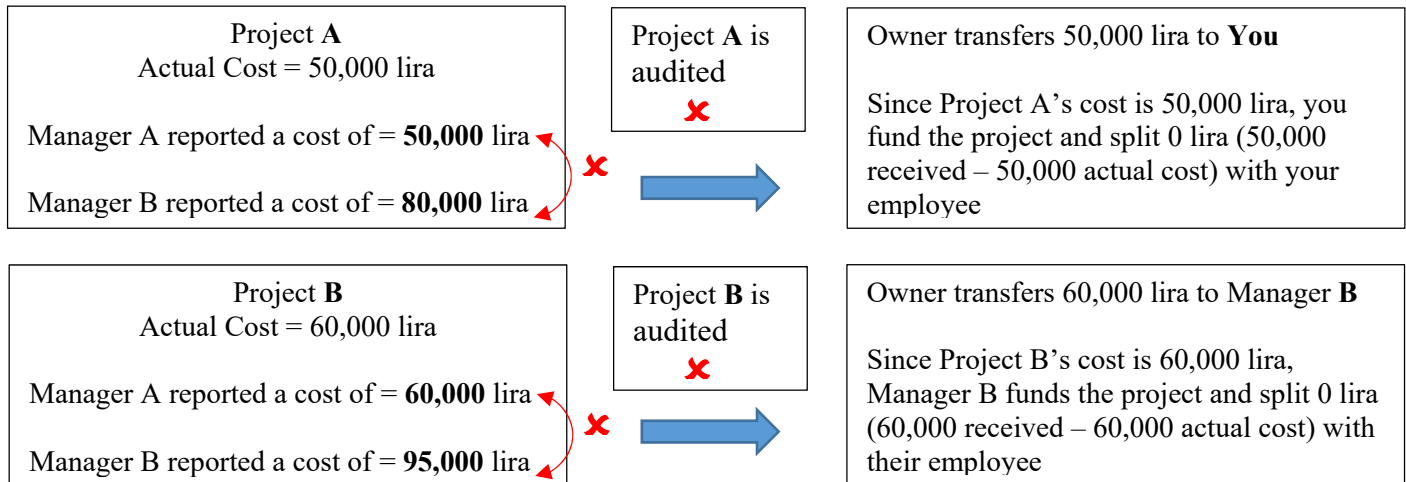 Project A
Actual Cost = 50,000 lira
Manager A reported a cost of = 50,000 lira
Manager B reported a cost of = 80,000 lira
Project A is
audited
Owner transfers 50,000 lira to You
Since Project A's cost is 50,000 lira, you
fund the project and split 0 lira (50,000
received – 50,000 actual cost) with your
employee
Project B
Actual Cost = 60,000 lira
Manager A reported a cost of = 60,000 lira
Manager B reported a cost of = 95,000 lira
Project B is
audited
Owner transfers 60,000 lira to Manager B
Since Project B's cost is 60,000 lira,
Manager B funds the project and split 0 lira
(60,000 received – 60,000 actual cost) with
their employee